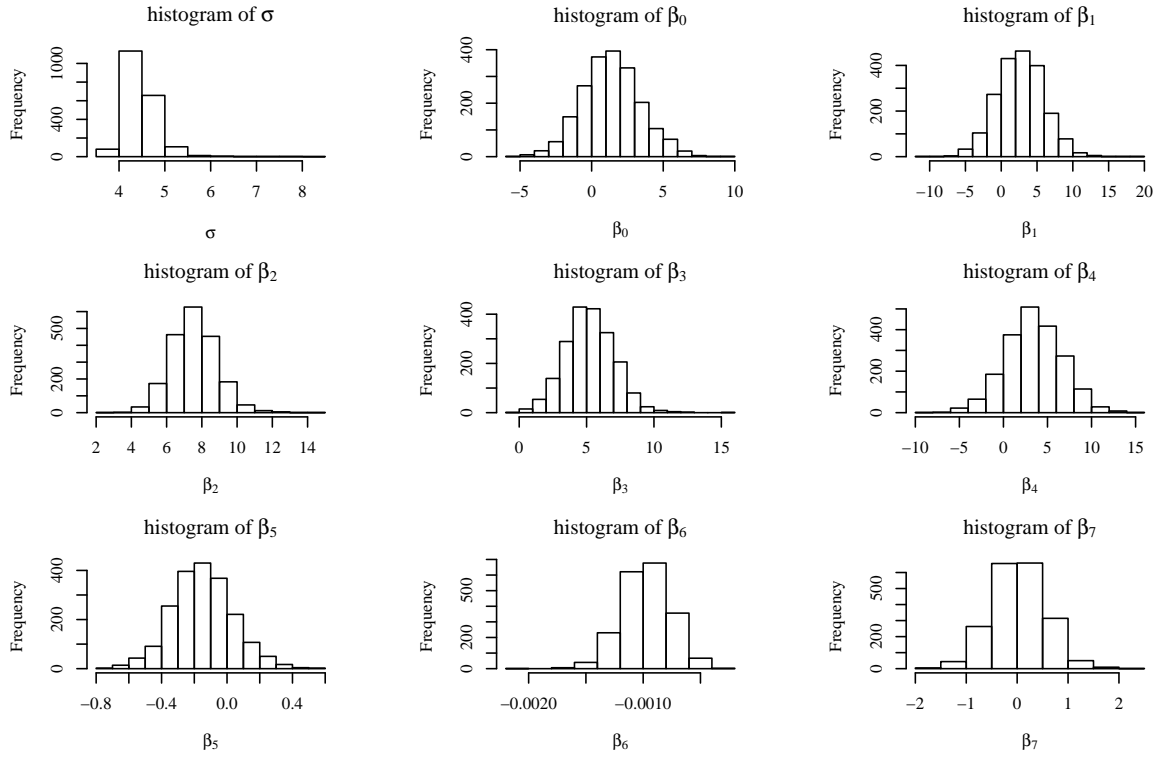 histogram of σ
Frequency
0
400
1000
4 5 6 7 8
σ
histogram of β₀
Frequency
0
200
400
−5 0 5 10
β₀
histogram of β₁
Frequency
0
200
400
−10 −5 0 5 10 15 20
β₁
histogram of β₂
Frequency
0
200
500
2 4 6 8 10 12 14
β₂
histogram of β₃
Frequency
0
200
400
0 5 10 15
β₃
histogram of β₄
Frequency
0
200
400
−10 −5 0 5 10 15
β₄
histogram of β₅
Frequency
0
200
400
−0.8 −0.4 0.0 0.4
β₅
histogram of β₆
Frequency
0
200
500
−0.0020 −0.0010
β₆
histogram of β₇
Frequency
0
200
500
−2 −1 0 1 2
β₇